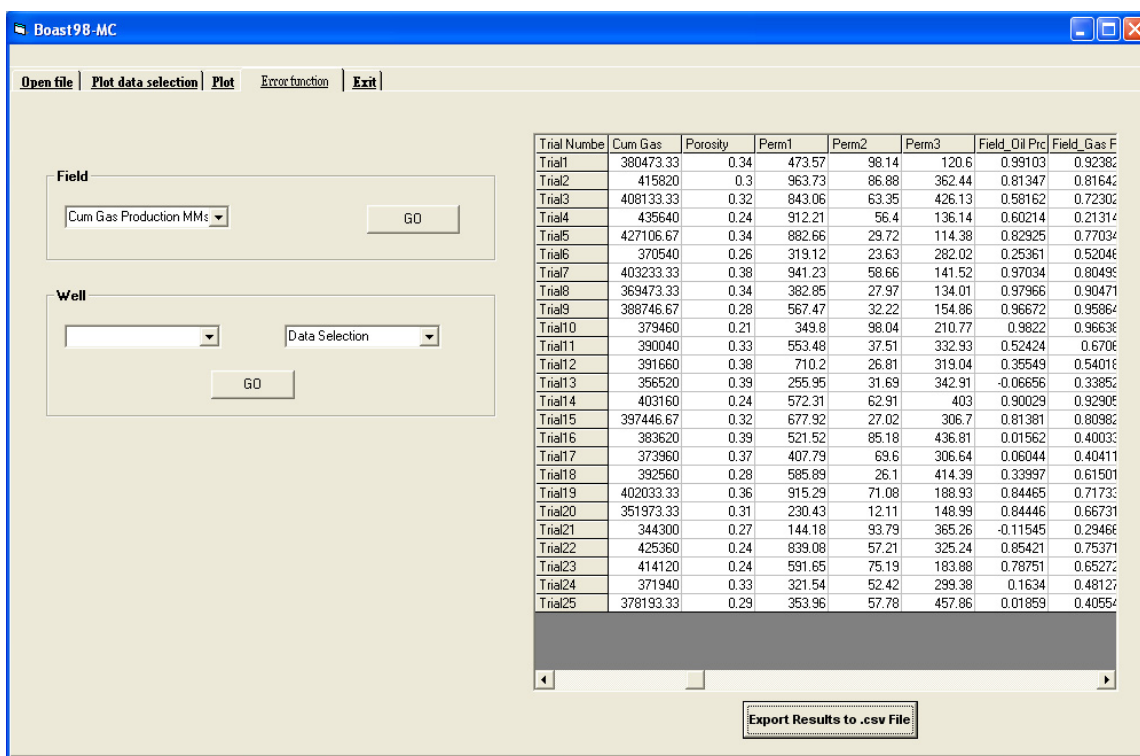 Boast98-MC
Open file Plot data selection Plot Error function Exit
Field
Cum Gas Production MMs GO
Well
Data Selection
GO
Trial Numbe Cum Gas Porosity Perm1 Perm2 Perm3 Field_Oil Prc Field_Gas F
Trial1 380473.33 0.34 473.57 98.14 120.6 0.99103 0.92382
Trial2 415820 0.3 963.73 86.88 362.44 0.81347 0.81642
Trial3 408133.33 0.32 843.06 63.35 426.13 0.58162 0.72302
Trial4 435640 0.24 912.21 56.4 136.14 0.60214 0.21314
Trial5 427106.67 0.34 882.66 29.72 114.38 0.82925 0.77034
Trial6 370540 0.26 319.12 23.63 282.02 0.25361 0.52046
Trial7 403233.33 0.38 941.23 58.66 141.52 0.97034 0.80499
Trial8 369473.33 0.34 382.85 27.97 134.01 0.97966 0.90471
Trial9 388746.67 0.28 567.47 32.22 154.86 0.96672 0.95864
Trial10 379460 0.21 349.8 98.04 210.77 0.9822 0.96638
Trial11 390040 0.33 553.48 37.51 332.93 0.52424 0.6706
Trial12 391660 0.38 710.2 26.81 319.04 0.35549 0.54018
Trial13 356520 0.39 255.95 31.69 342.91 -0.06656 0.33852
Trial14 403160 0.24 572.31 62.91 403 0.90029 0.92905
Trial15 397446.67 0.32 677.92 27.02 306.7 0.81381 0.80982
Trial16 383620 0.39 521.52 85.18 436.81 0.01562 0.40033
Trial17 373960 0.37 407.79 69.6 306.64 0.06044 0.40411
Trial18 392560 0.28 585.89 26.1 414.39 0.33997 0.61501
Trial19 402033.33 0.36 915.29 71.08 188.93 0.84465 0.71733
Trial20 351973.33 0.31 230.43 12.11 148.99 0.84446 0.66731
Trial21 344300 0.27 144.18 93.79 365.26 -0.11545 0.29466
Trial22 425360 0.24 839.08 57.21 325.24 0.85421 0.75371
Trial23 414120 0.24 591.65 75.19 183.88 0.78751 0.65272
Trial24 371940 0.33 321.54 52.42 299.38 0.1634 0.48127
Trial25 378193.33 0.29 353.96 57.78 457.86 0.01859 0.40554
Export Results to .csv File